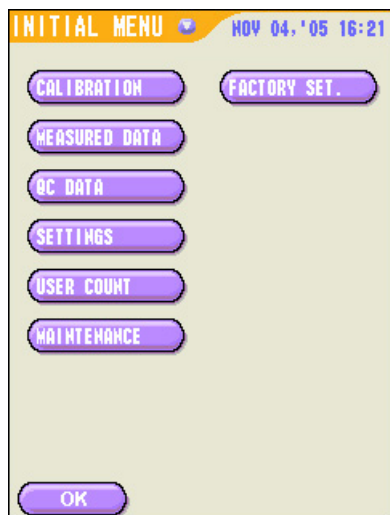 INITIAL MENU NOV 04,'05 16:21
CALIBRATION FACTORY SET.
MEASURED DATA
QC DATA
SETTINGS
USER COUNT
MAINTENANCE
OK